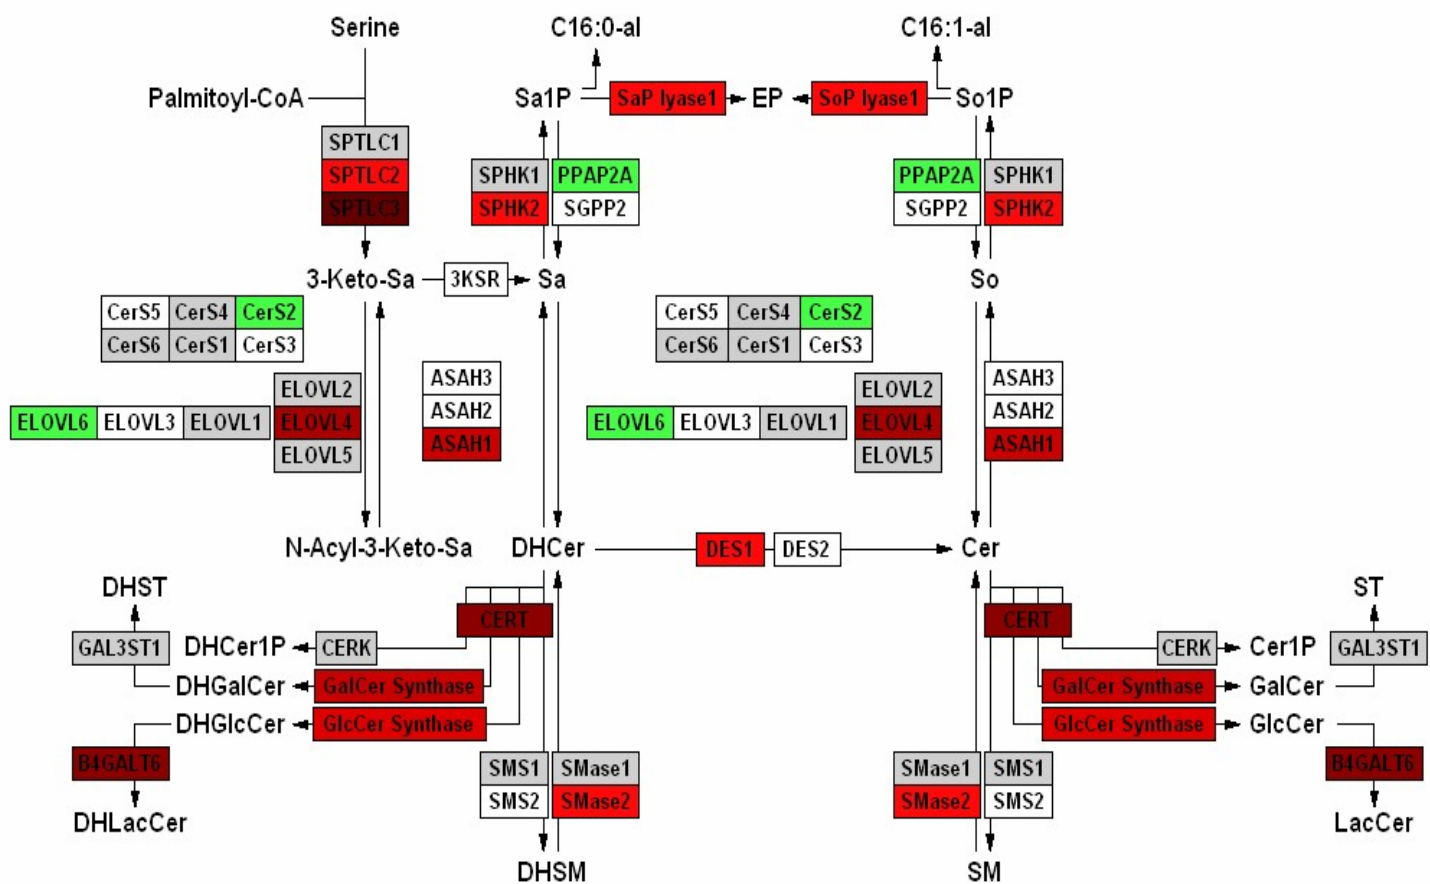 Serine C16:0-al C16:1-al
Palmitoyl-CoA Sa1P SaP lyase1 EP SoP lyase1 So1P
SPTLC1
SPTLC2 SPHK1 PPAP2A PPAP2A SPHK1
SPTLC3 SPHK2 SGPP2 SGPP2 SPHK2
3-Keto-Sa 3KSR Sa So
CerS5 CerS4 CerS2 CerS5 CerS4 CerS2
CerS6 CerS1 CerS3 CerS6 CerS1 CerS3
ELOVL2 ASAH3 ELOVL2 ASAH3
ELOVL6 ELOVL3 ELOVL1 ELOVL4 ASAH2 ELOVL6 ELOVL3 ELOVL1 ELOVL4 ASAH2
ELOVL5 ASAH1 ELOVL5 ASAH1
N-Acyl-3-Keto-Sa DHCer DES1 DES2 Cer
DHST ST
CERT CERT
GAL3ST1 DHCer1P CERK CERK Cer1P GAL3ST1
DHGalCer GalCer Synthase GalCer Synthase GalCer
DHGlcCer GlcCer Synthase GlcCer Synthase GlcCer
B4GALT6 SMS1 SMase1 SMase1 SMS1 B4GALT6
SMS2 SMase2 SMase2 SMS2
DHLacCer LacCer
DHSM SM